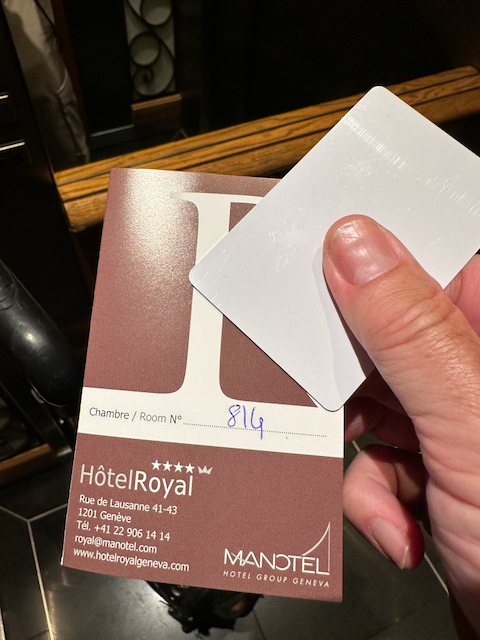 Chambre / Room N° 814
HôtelRoyal
Rue de Lausanne 41-43
1201 Genève
Tél. +41 22 906 14 14
royal@manotel.com
www.hotelroyalgeneva.com
MANOTEL
HOTEL GROUP GENEVA